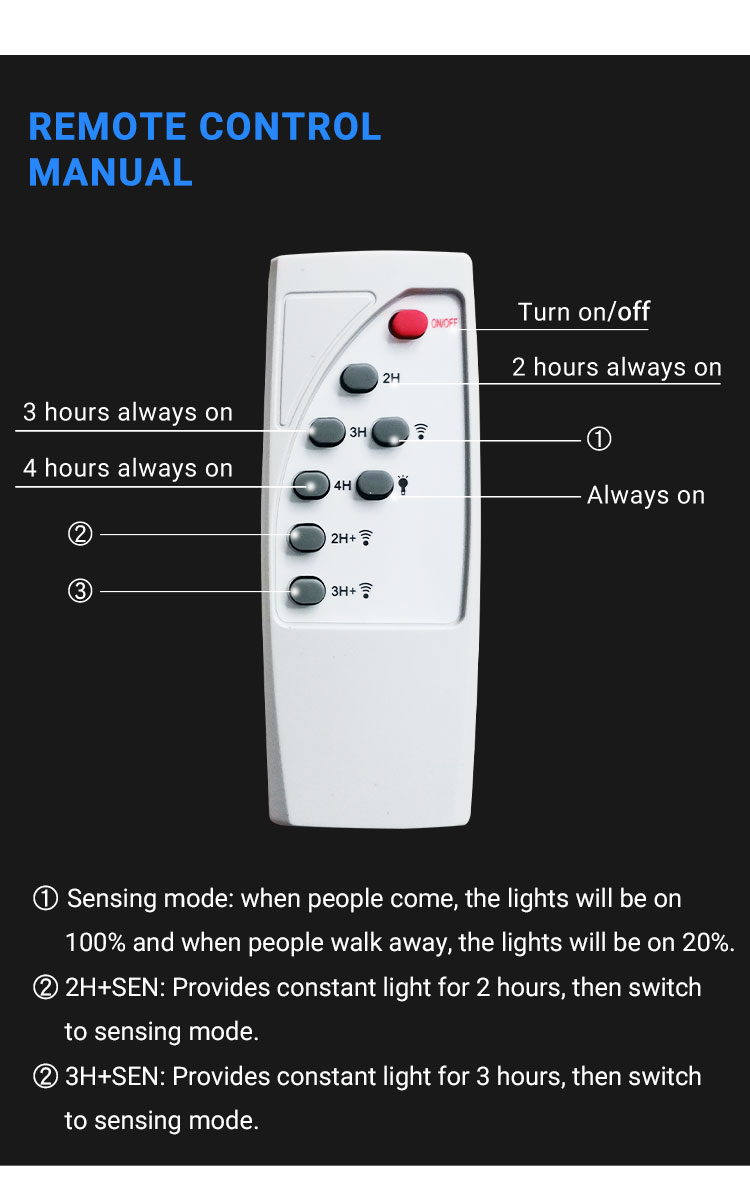 REMOTE CONTROL
MANUAL
ON/OFF
Turn on/off
2H
2 hours always on
3 hours always on
3H
①
4 hours always on
4H
Always on
②
2H+
③
3H+
① Sensing mode: when people come, the lights will be on
100% and when people walk away, the lights will be on 20%.
② 2H+SEN: Provides constant light for 2 hours, then switch
to sensing mode.
② 3H+SEN: Provides constant light for 3 hours, then switch
to sensing mode.